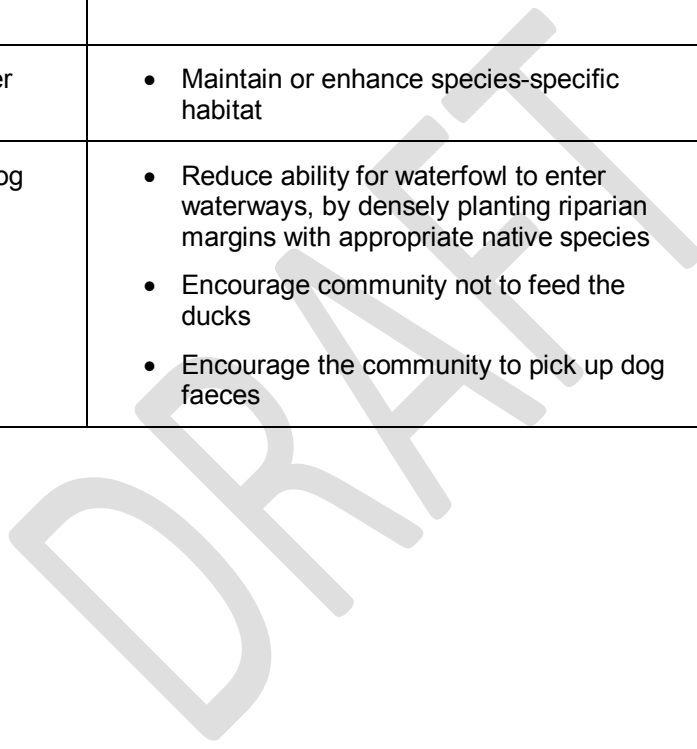 er
• Maintain or enhance species-specific
habitat
og
• Reduce ability for waterfowl to enter
waterways, by densely planting riparian
margins with appropriate native species
• Encourage community not to feed the
ducks
• Encourage the community to pick up dog
faeces
DRAFT